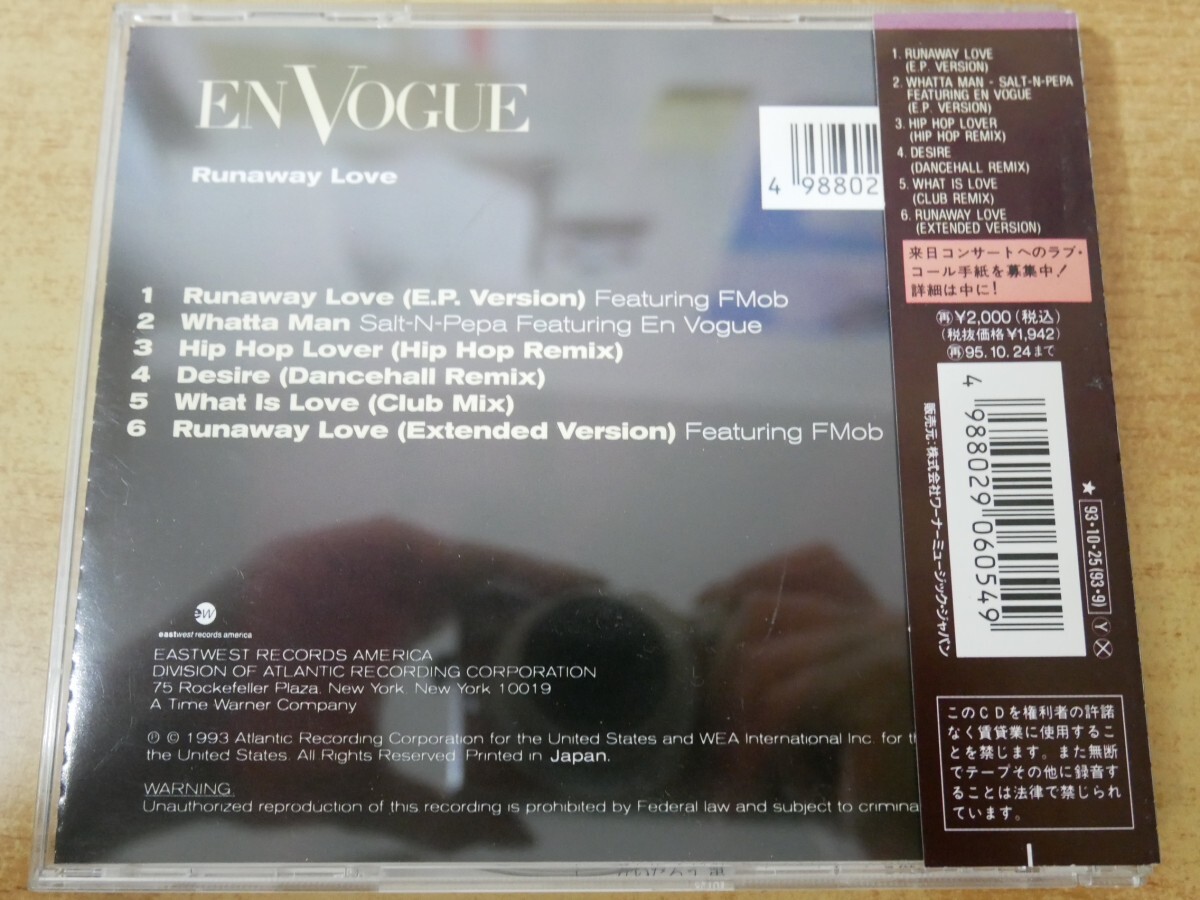 EN VOGUE
Runaway Love
4 98802
1 Runaway Love (E.P. Version) Featuring FMob
2 Whatta Man Salt-N-Pepa Featuring En Vogue
3 Hip Hop Lover (Hip Hop Remix)
4 Desire (Dancehall Remix)
5 What Is Love (Club Mix)
6 Runaway Love (Extended Version) Featuring FMob
ew
eastwest records america
EASTWEST RECORDS AMERICA
DIVISION OF ATLANTIC RECORDING CORPORATION
75 Rockefeller Plaza, New York, New York 10019
A Time Warner Company
℗ © 1993 Atlantic Recording Corporation for the United States and WEA International Inc. for th
the United States. All Rights Reserved. Printed in Japan.
WARNING
Unauthorized reproduction of this recording is prohibited by Federal law and subject to crimina
1. RUNAWAY LOVE
(E.P. VERSION)
2. WHATTA MAN - SALT-N-PEPA
FEATURING EN VOGUE
(E.P. VERSION)
3. HIP HOP LOVER
(HIP HOP REMIX)
4. DESIRE
(DANCEHALL REMIX)
5. WHAT IS LOVE
(CLUB REMIX)
6. RUNAWAY LOVE
(EXTENDED VERSION)
来日コンサートへのラブ・
コール手紙を募集中!
詳細は中に!
再 ¥2,000(税込)
(税抜価格¥1,942)
再 95.10.24まで
4 988029 060549
★ 93・10・25(93・9) Y X
販売元:株式会社ワーナーミュージック・ジャパン
このCDを権利者の許諾
なく賃貸業に使用するこ
とを禁じます。また無断
でテープその他に録音す
ることは法律で禁じられ
ています。